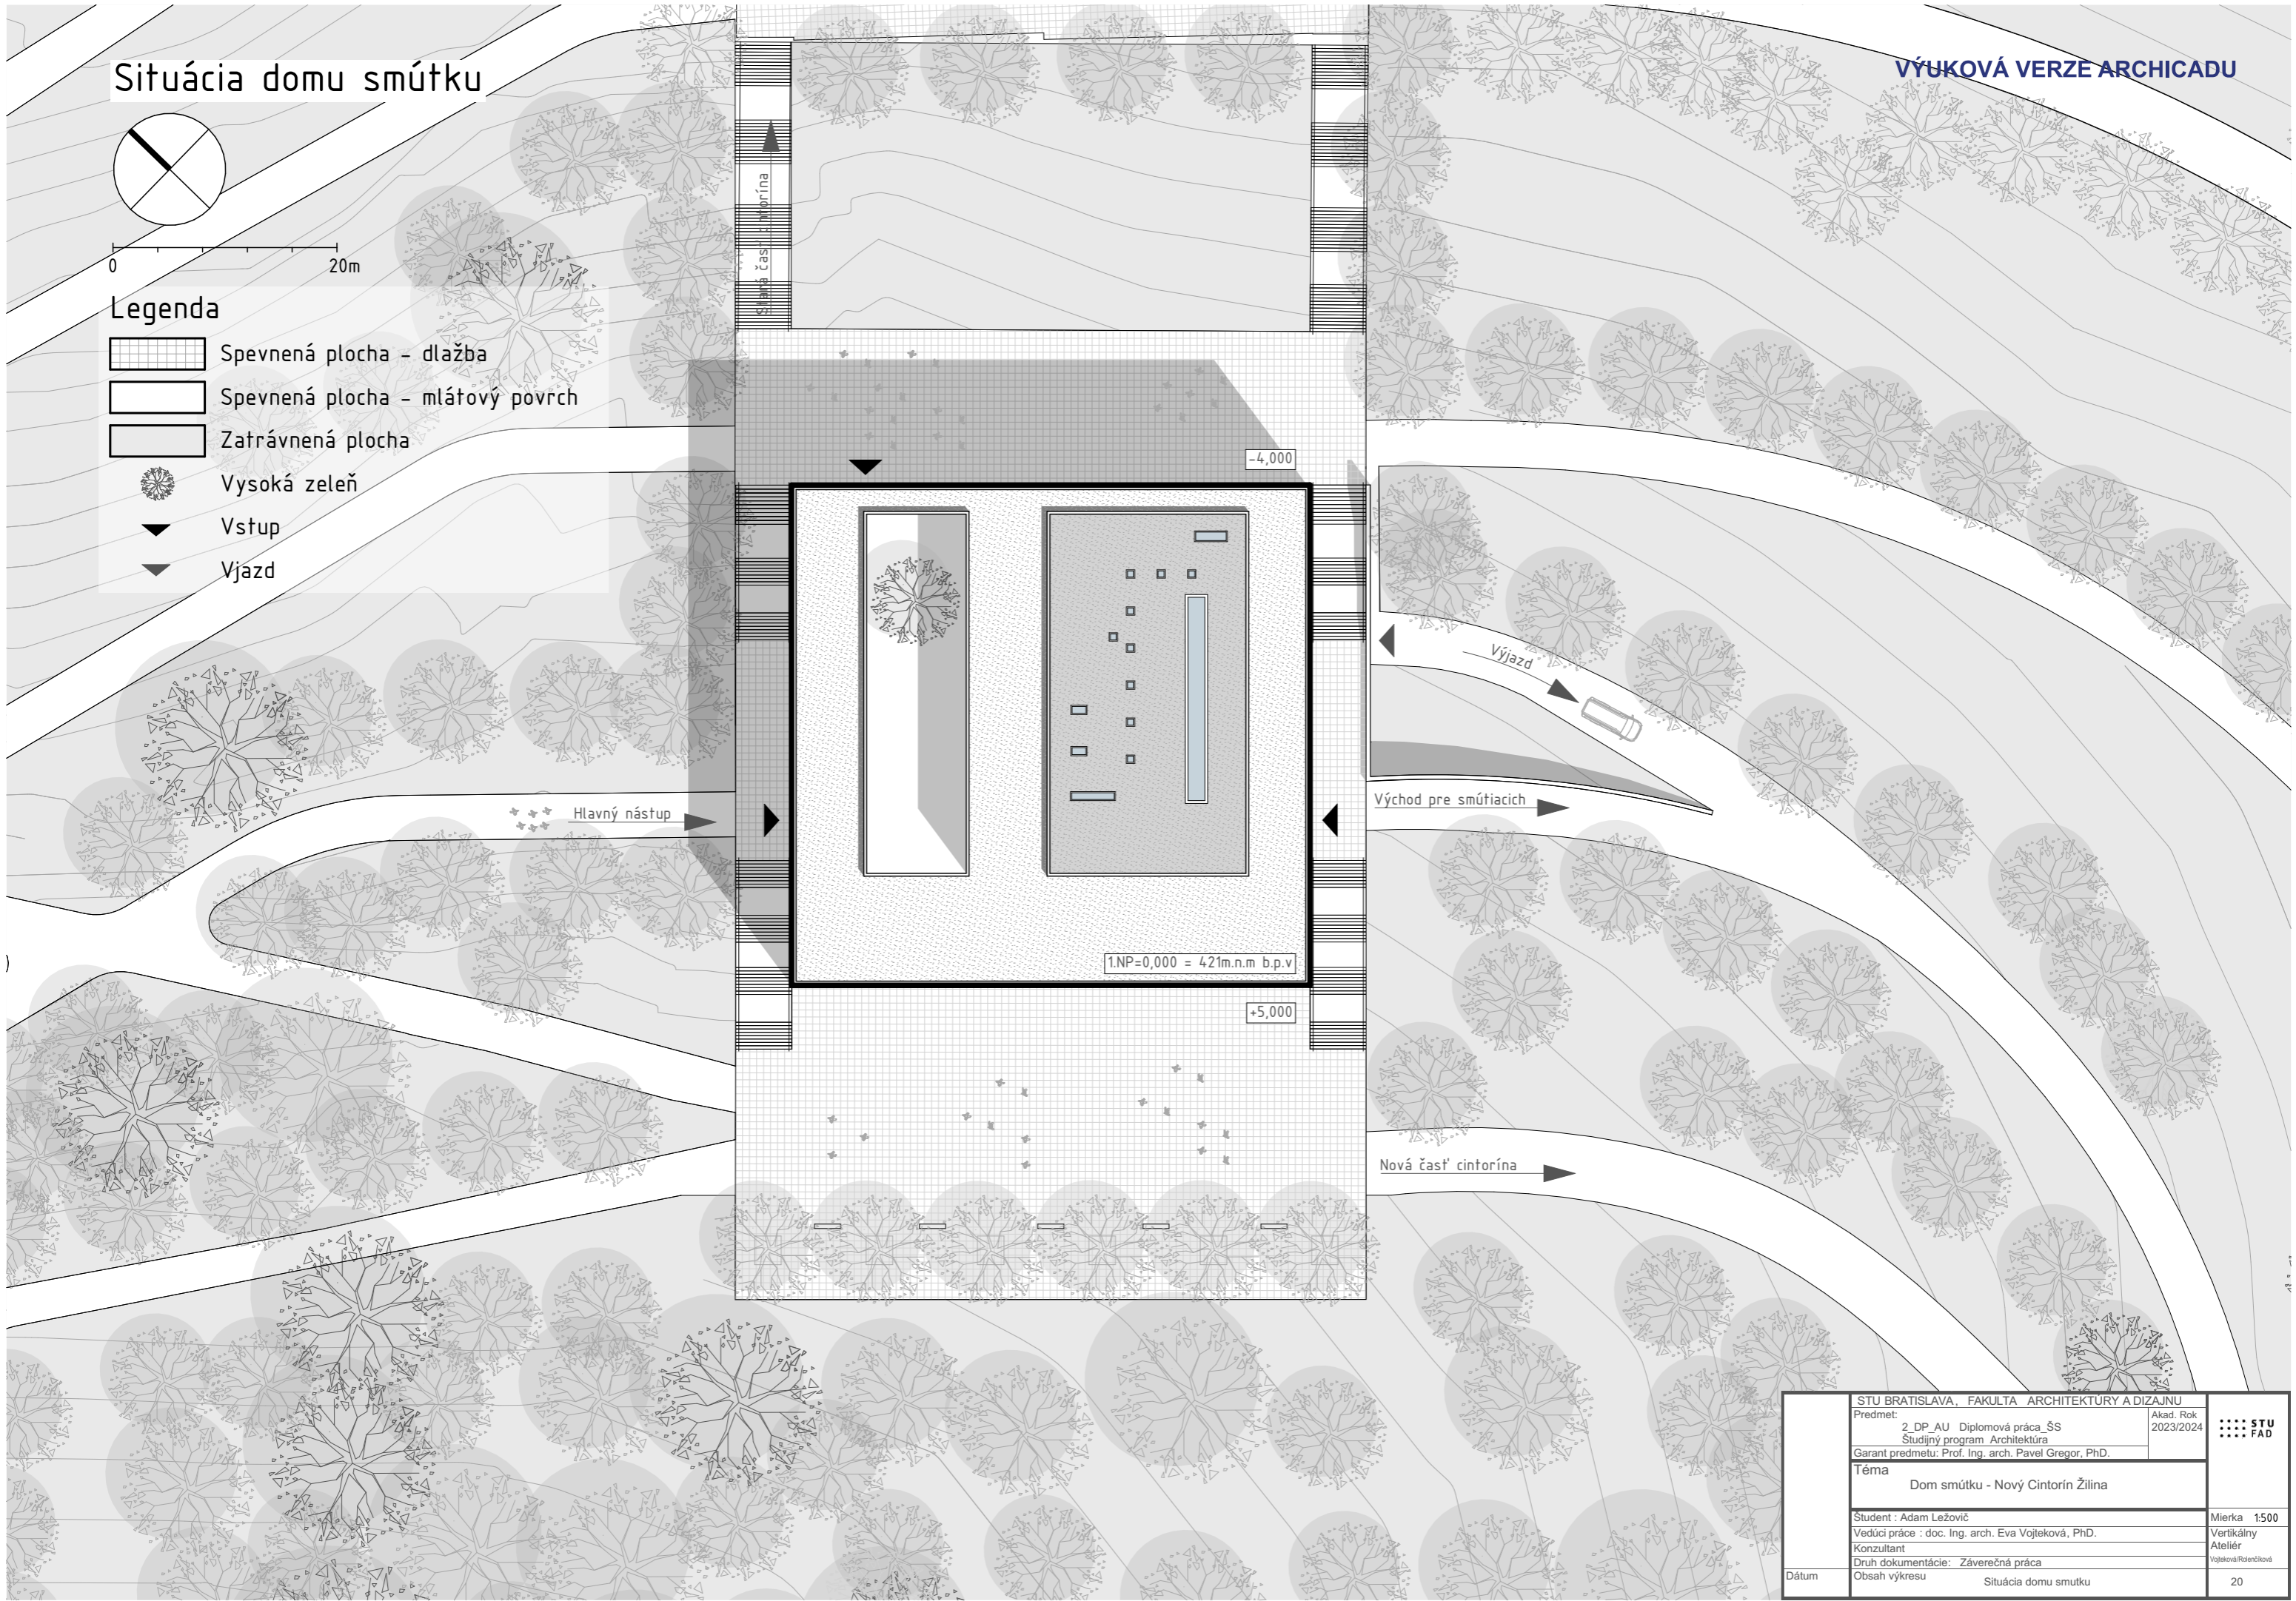 Situácia domu smútku
VÝUKOVÁ VERZE ARCHICADU
0
20m
Legenda
Spevnená plocha - dlažba
Spevnená plocha - mlátový povrch
Zatrávnená plocha
Vysoká zeleň
Vstup
Vjazd
Stará časť cintorína
-4,000
Výjazd
Hlavný nástup
Východ pre smútiacich
1.NP=0,000 = 421m.n.m b.p.v
+5,000
Nová časť cintorína
STU BRATISLAVA, FAKULTA ARCHITEKTÚRY A DIZAJNU
Predmet:
2_DP_AU Diplomová práca_ŠS
Študijný program Architektúra
Akad. Rok
2023/2024
Garant predmetu: Prof. Ing. arch. Pavel Gregor, PhD.
STU
FAD
Téma
Dom smútku - Nový Cintorín Žilina
Študent : Adam Ležovič
Mierka 1:500
Vedúci práce : doc. Ing. arch. Eva Vojteková, PhD.
Vertikálny
Ateliér
Vojteková/Rolenčíková
Konzultant
Druh dokumentácie: Záverečná práca
Dátum
Obsah výkresu
Situácia domu smutku
20